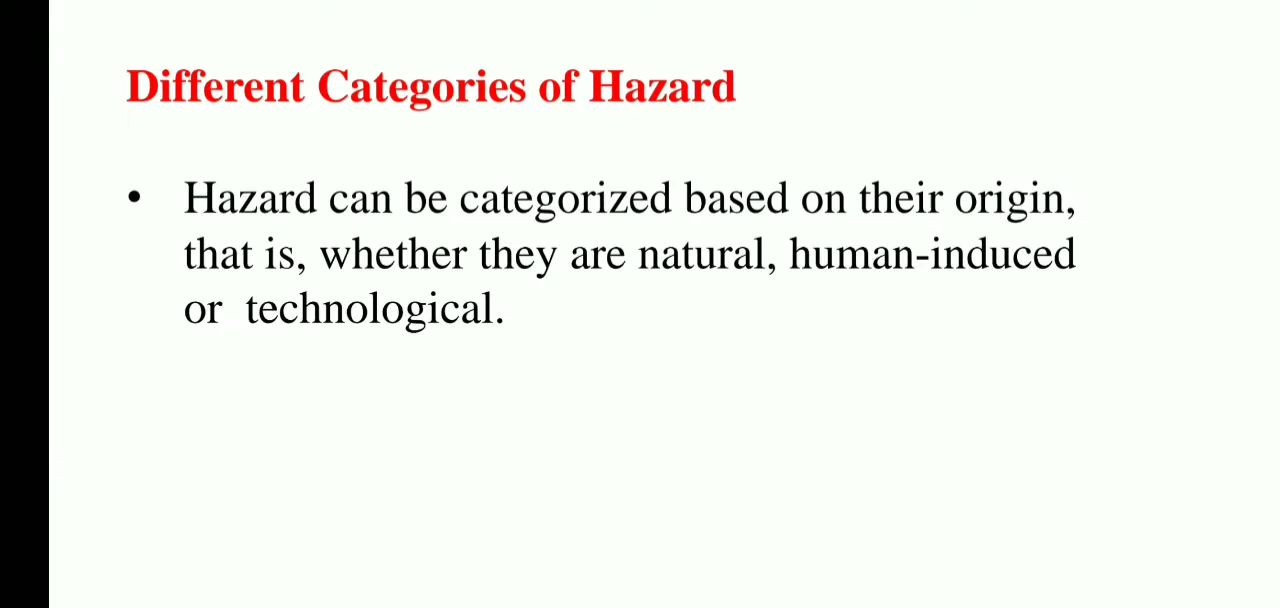 Different Categories of Hazard
• Hazard can be categorized based on their origin,
that is, whether they are natural, human-induced
or technological.